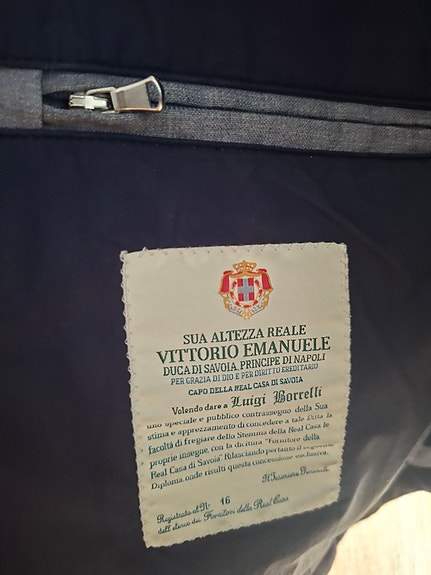 SUA ALTEZZA REALE
VITTORIO EMANUELE
DUCA DI SAVOIA, PRINCIPE DI NAPOLI
PER GRAZIA DI DIO E PER DIRITTO EREDITARIO
CAPO DELLA REAL CASA DI SAVOIA
Volendo dare a Luigi Borrelli
uno speciale e pubblico contrassegno della Sua
stima e apprezzamento di concedere a tale Ditta la
facoltà di fregiare dello Stemma della Real Casa le
proprie insegne, con la dicitura "Fornitore della
Real Casa di Savoia". Rilasciando pertanto il
Diploma, onde risulti questa concessione esclusiva.
Il
Registrato al N° 16
dell'elenco dei Fornitori della Real Casa